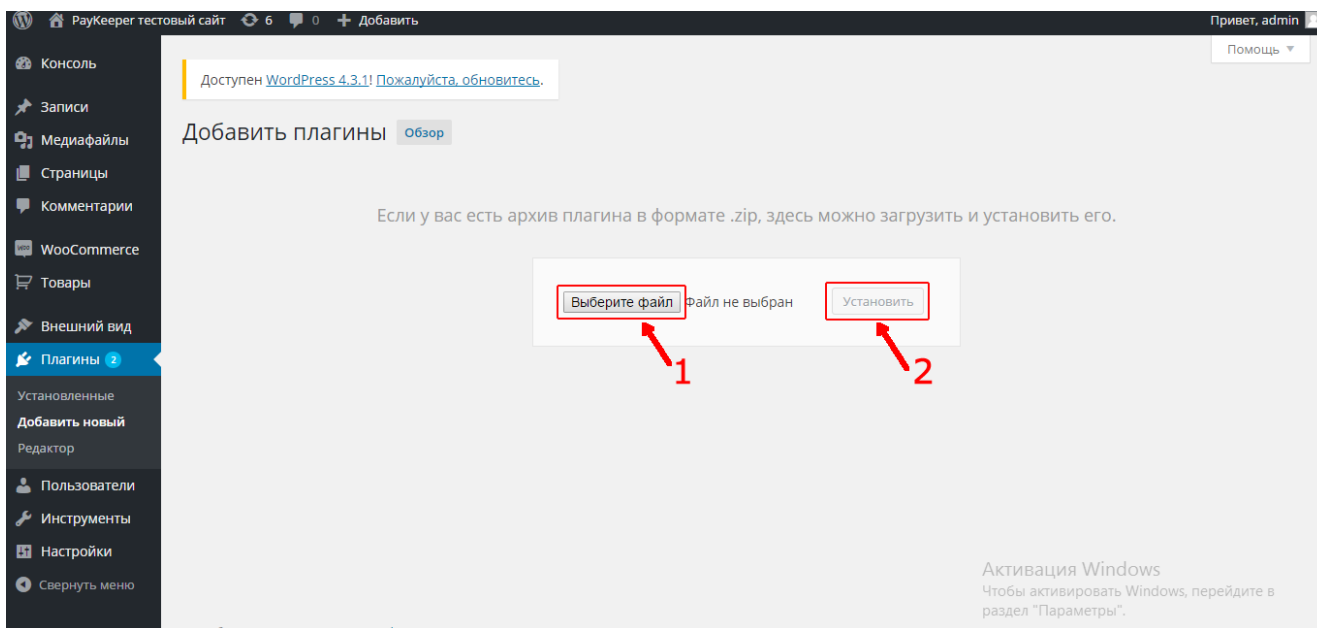 PayKeeper тестовый сайт 6 0 + Добавить Привет, admin
Помощь ▼
Консоль
Записи
Медиафайлы
Страницы
Комментарии
WooCommerce
Товары
Внешний вид
Плагины 2
Установленные
Добавить новый
Редактор
Пользователи
Инструменты
Настройки
Свернуть меню
Доступен WordPress 4.3.1! Пожалуйста, обновитесь.
Добавить плагины Обзор
Если у вас есть архив плагина в формате .zip, здесь можно загрузить и установить его.
Выберите файл Файл не выбран Установить
1 2
Активация Windows
Чтобы активировать Windows, перейдите в
раздел "Параметры".